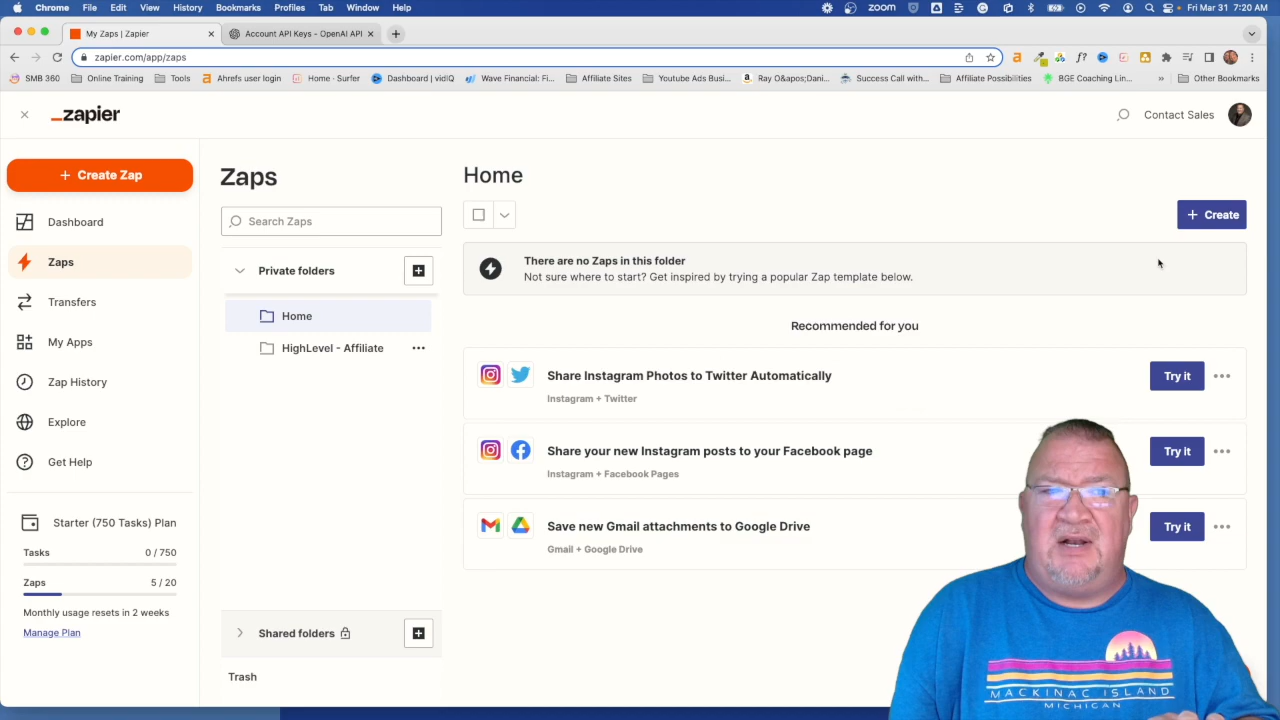 Chrome File Edit View History Bookmarks Profiles Tab Window Help
ZOOM
Fri Mar 31 7:20 AM
My Zaps | Zapier
Account API Keys - OpenAI API
zapier.com/app/zaps
SMB 360
Online Training
Tools
Ahrefs user login
Home · Surfer
Dashboard | vidIQ
Wave Financial: Fi...
Affiliate Sites
Youtube Ads Busi...
Ray O&apos;Dani...
Success Call with...
Affiliate Possibilities
BGE Coaching Lin...
»
Other Bookmarks
_zapier
Contact Sales
+ Create Zap
Dashboard
Zaps
Transfers
My Apps
Zap History
Explore
Get Help
Starter (750 Tasks) Plan
Tasks 0 / 750
Zaps 5 / 20
Monthly usage resets in 2 weeks
Manage Plan
Zaps
Search Zaps
Private folders
Home
HighLevel - Affiliate
Shared folders
Trash
Home
+ Create
There are no Zaps in this folder
Not sure where to start? Get inspired by trying a popular Zap template below.
Recommended for you
Share Instagram Photos to Twitter Automatically
Instagram + Twitter
Try it
Share your new Instagram posts to your Facebook page
Instagram + Facebook Pages
Try it
Save new Gmail attachments to Google Drive
Gmail + Google Drive
Try it
MACKINAC ISLAND
MICHIGAN